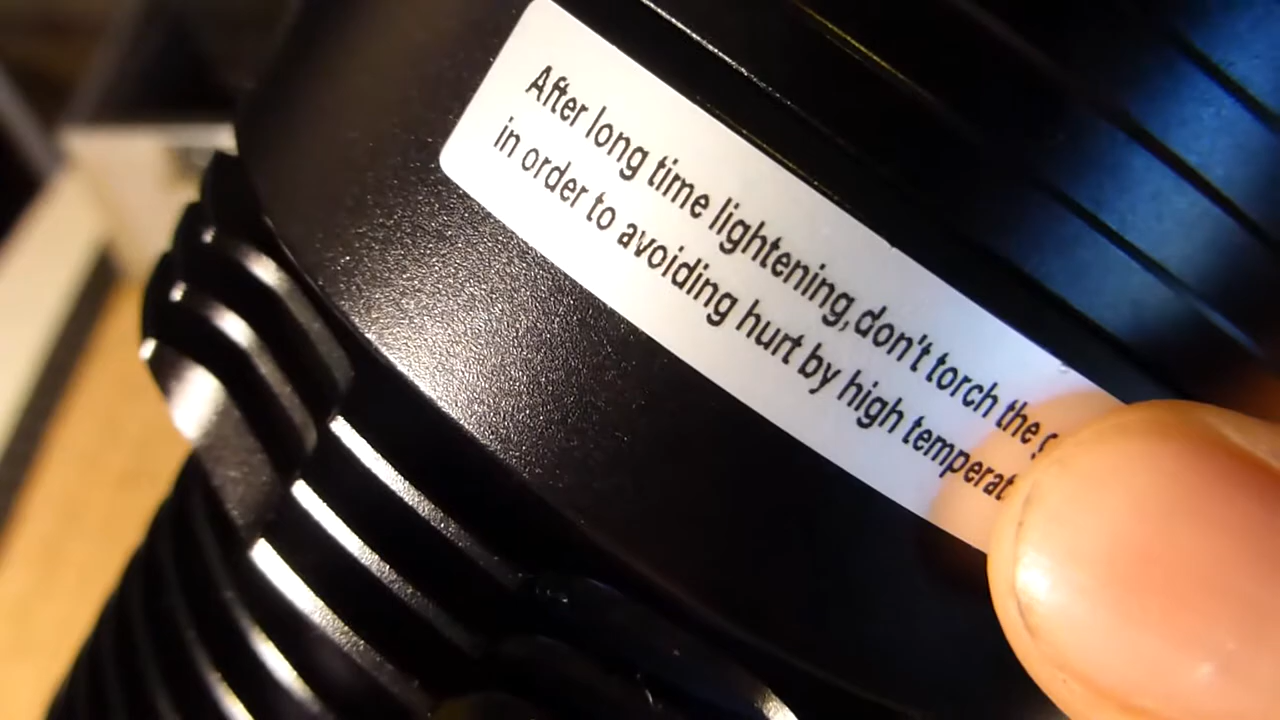 After long time lightening,don't torch the
in order to avoiding hurt by high temperat